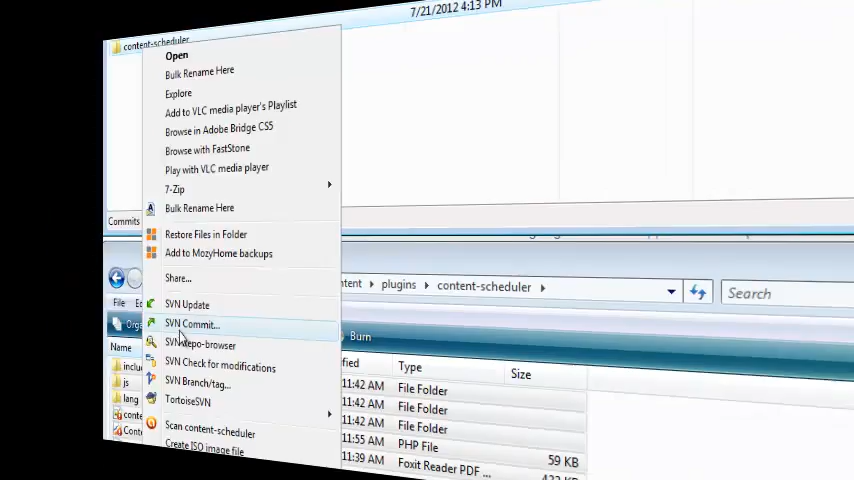 7/21/2012 4:13 PM
content-scheduler
Open
Bulk Rename Here
Explore
Add to VLC media player's Playlist
Browse in Adobe Bridge CS5
Browse with FastStone
Play with VLC media player
7-Zip
Bulk Rename Here
Commits
Restore Files in Folder
Add to MozyHome backups
Share...
plugins content-scheduler
Search
File
SVN Update
SVN Commit...
Burn
SVN Repo-browser
Name
Type
Size
SVN Check for modifications
js
11:42 AM File Folder
SVN Branch/tag...
lang
11:42 AM File Folder
TortoiseSVN
11:42 AM File Folder
Scan content-scheduler
11:55 AM PHP File 59 KB
Create ISO image file
11:39 AM Foxit Reader PDF ...